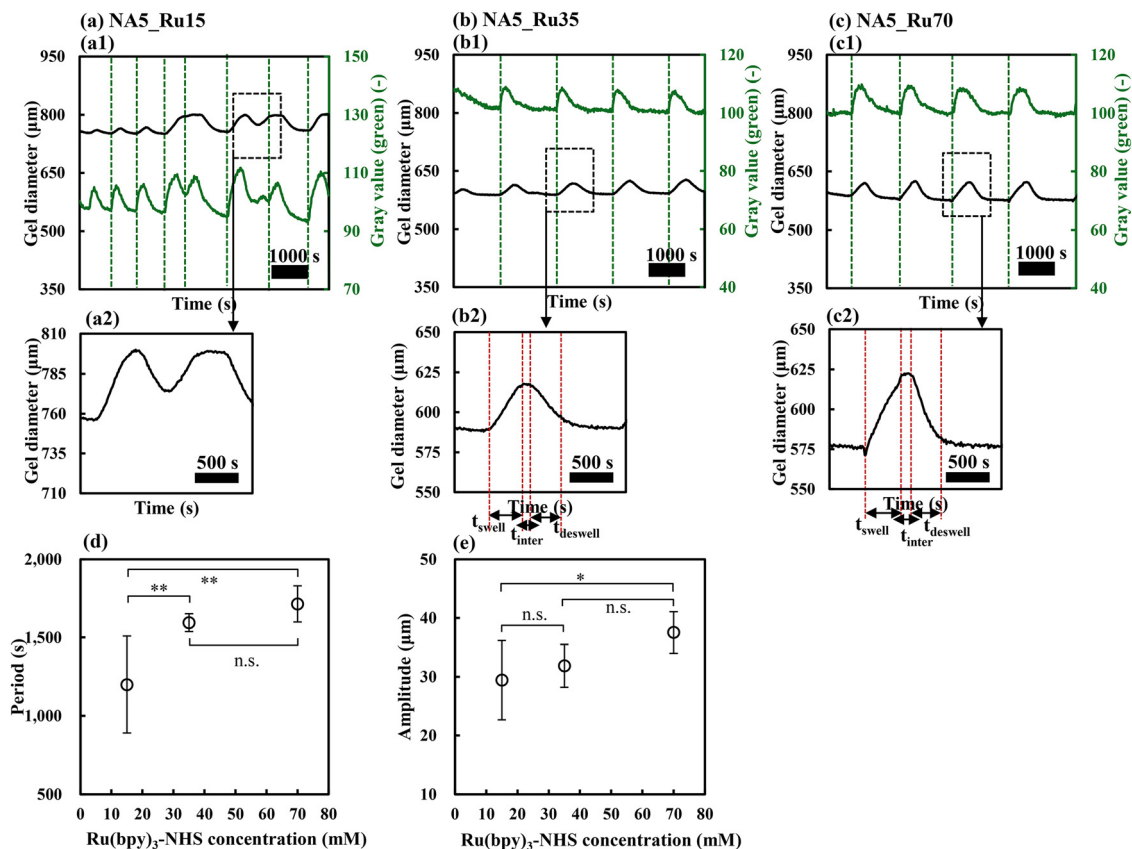 (a) NA5_Ru15
(a1)
950
800
650
500
350
Gel diameter (μm)
150
130
110
90
70
Gray value (green) (-)
1000 s
Time (s)
(b) NA5_Ru35
(b1)
950
800
650
500
350
Gel diameter (μm)
120
100
80
60
40
Gray value (green) (-)
1000 s
Time (s)
(c) NA5_Ru70
(c1)
950
800
650
500
350
Gel diameter (μm)
120
100
80
60
40
Gray value (green) (-)
1000 s
Time (s)
(a2)
810
785
760
735
710
Gel diameter (μm)
500 s
Time (s)
(b2)
650
625
600
575
550
Gel diameter (μm)
500 s
Time (s)
tswell
tinter
tdeswell
(c2)
650
625
600
575
550
Gel diameter (μm)
500 s
Time (s)
tswell
tinter
tdeswell
(d)
2,000
1,500
1,000
500
Period (s)
**
**
n.s.
0 10 20 30 40 50 60 70 80
Ru(bpy)3-NHS concentration (mM)
(e)
50
40
30
20
10
Amplitude (μm)
*
n.s.
n.s.
0 10 20 30 40 50 60 70 80
Ru(bpy)3-NHS concentration (mM)